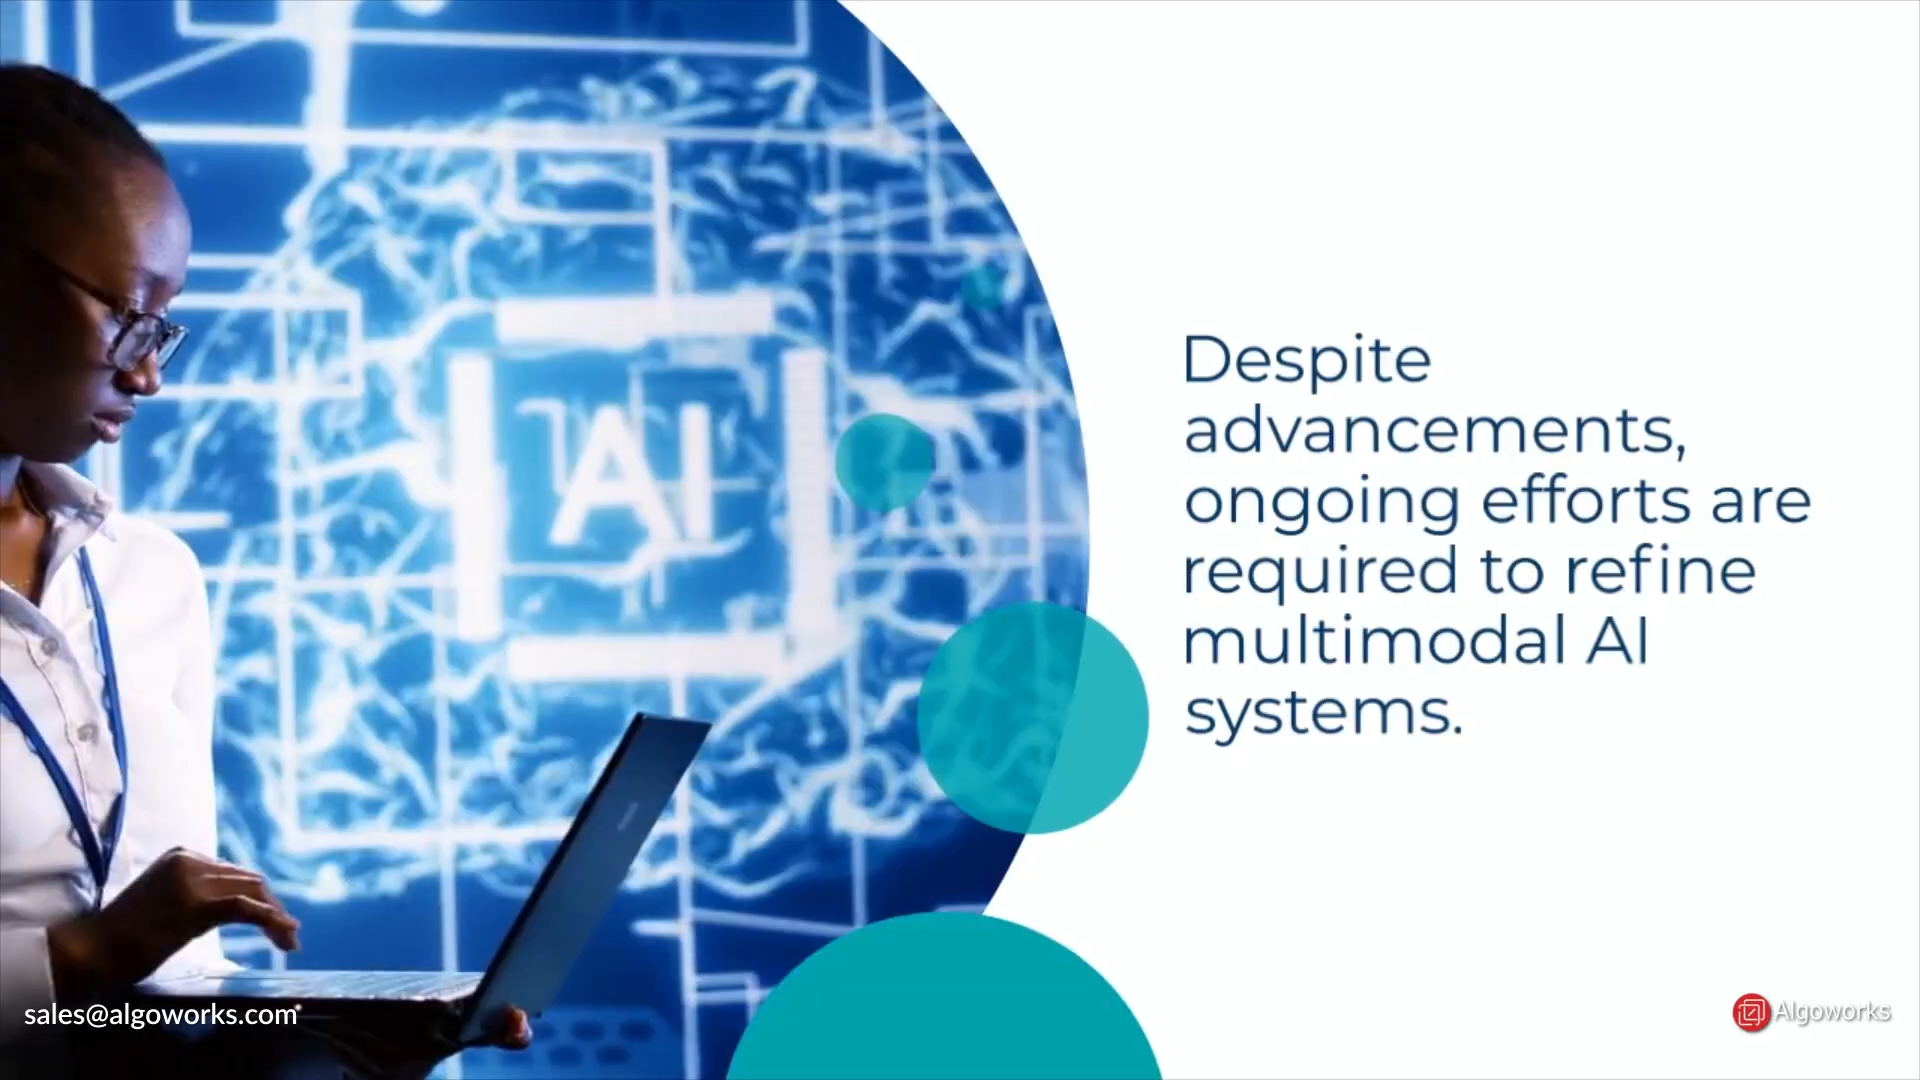 AI
Despite
advancements,
ongoing efforts are
required to refine
multimodal AI
systems.
sales@algoworks.com
Algoworks